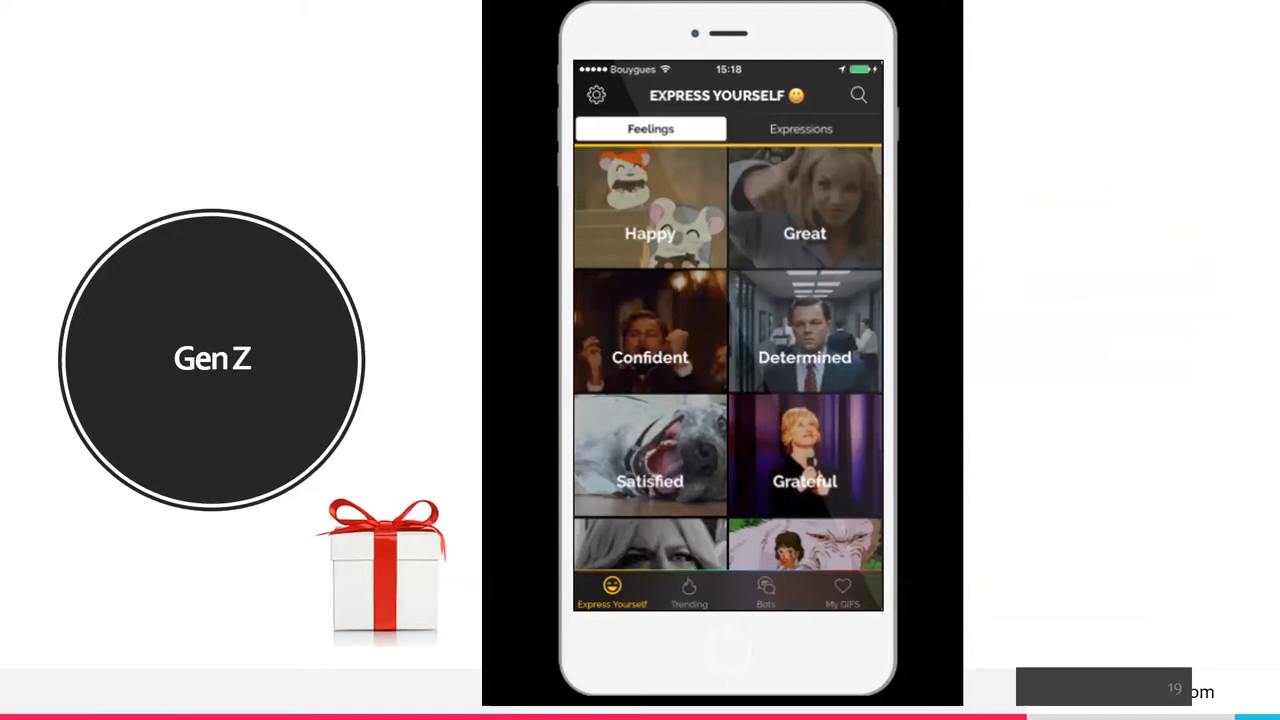 Bouygues
15:18
EXPRESS YOURSELF
Feelings
Expressions
Happy
Great
Confident
Determined
Satisfied
Grateful
Express Yourself
Trending
Bots
My GIFS
Gen Z
19
om